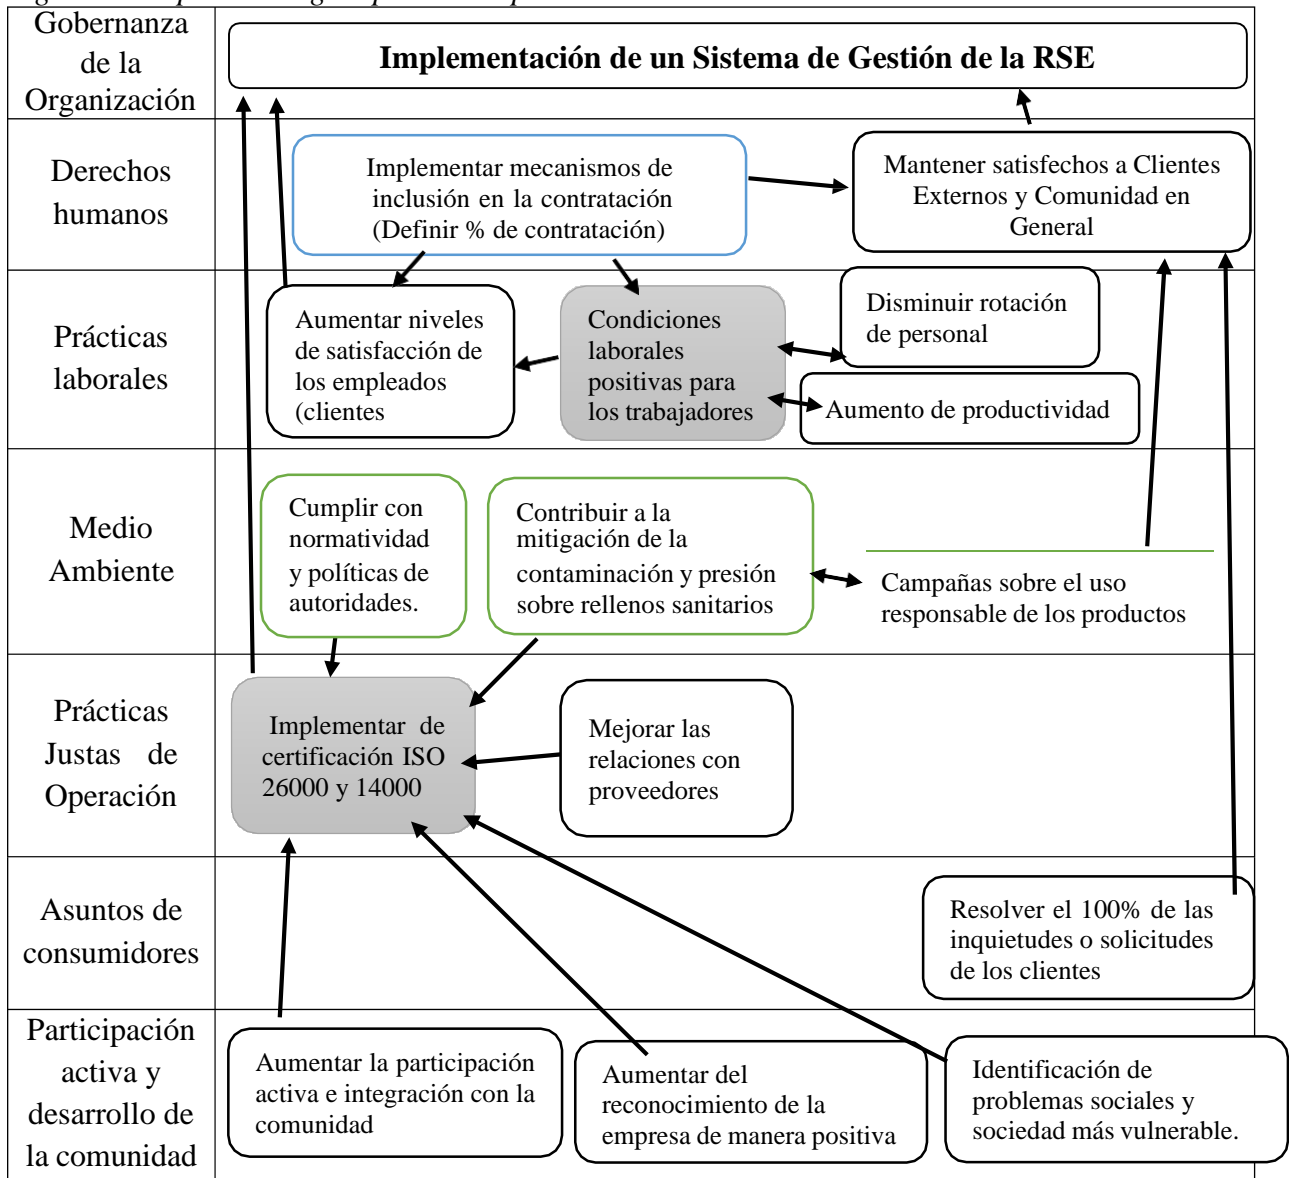 Gobernanza
de la
Organización
Implementación de un Sistema de Gestión de la RSE
Derechos
humanos
Implementar mecanismos de
inclusión en la contratación
(Definir % de contratación)
Mantener satisfechos a Clientes
Externos y Comunidad en
General
Prácticas
laborales
Aumentar niveles
de satisfacción de
los empleados
(clientes
Condiciones
laborales
positivas para
los trabajadores
Disminuir rotación
de personal
Aumento de productividad
Medio
Ambiente
Cumplir con
normatividad
y políticas de
autoridades.
Contribuir a la
mitigación de la
contaminación y presión
sobre rellenos sanitarios
Campañas sobre el uso
responsable de los productos
Prácticas
Justas de
Operación
Implementar de
certificación ISO
26000 y 14000
Mejorar las
relaciones con
proveedores
Asuntos de
consumidores
Resolver el 100% de las
inquietudes o solicitudes
de los clientes
Participación
activa y
desarrollo de
la comunidad
Aumentar la participación
activa e integración con la
comunidad
Aumentar del
reconocimiento de la
empresa de manera positiva
Identificación de
problemas sociales y
sociedad más vulnerable.